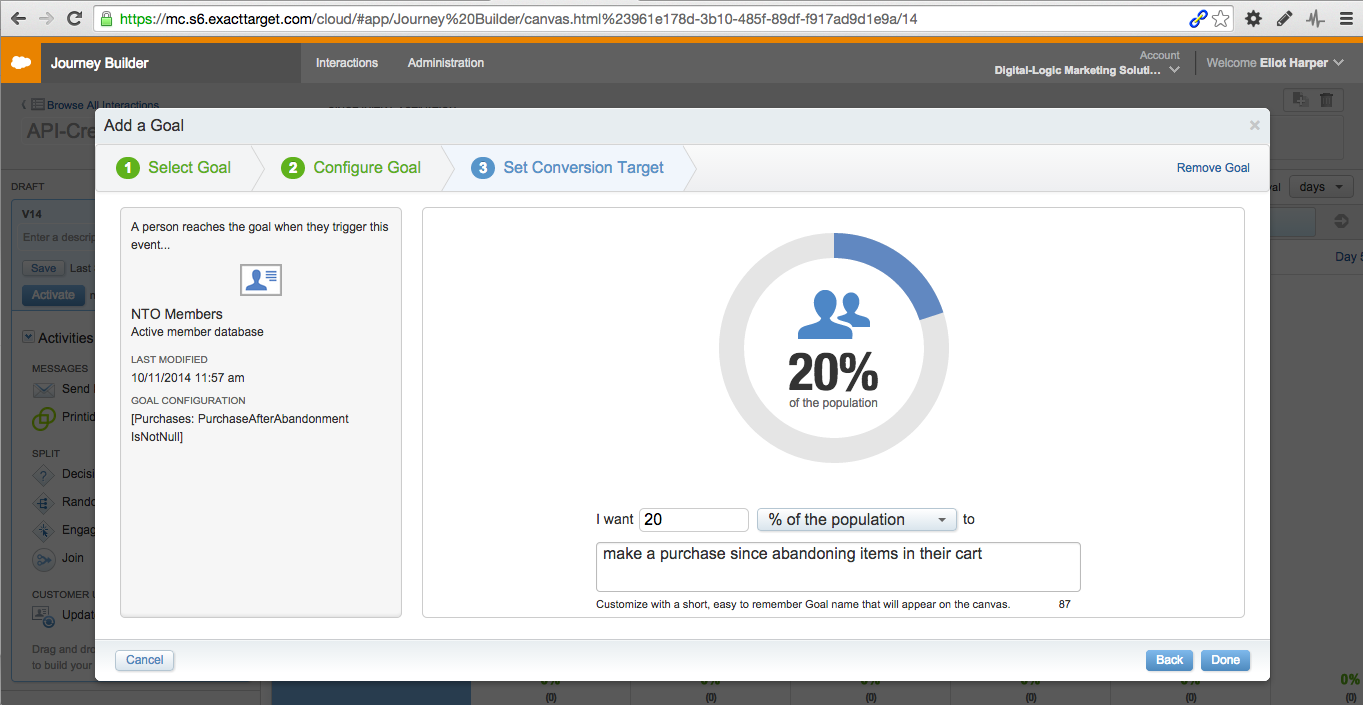 https://mc.s6.exacttarget.com/cloud/#app/Journey%20Builder/canvas.html%23961e178d-3b10-485f-89df-f917ad9d1e9a/14
Journey Builder
Interactions
Administration
Account
Digital-Logic Marketing Soluti...
Welcome Eliot Harper
Browse All Interactions
API-Cre
Add a Goal
1 Select Goal
2 Configure Goal
3 Set Conversion Target
Remove Goal
DRAFT
V14
Enter a descrip
Save Last
Activate
days
Day 5
Activities
MESSAGES
Send
Printi
SPLIT
Decisi
Rando
Engag
Join
CUSTOMER U
Updat
Drag and dro
to build your
A person reaches the goal when they trigger this
event...
NTO Members
Active member database
LAST MODIFIED
10/11/2014 11:57 am
GOAL CONFIGURATION
[Purchases: PurchaseAfterAbandonment
IsNotNull]
20%
of the population
I want 20 % of the population to
make a purchase since abandoning items in their cart
Customize with a short, easy to remember Goal name that will appear on the canvas. 87
Cancel
Back
Done
0%
(0) (0) (0) (0) (0) (0)